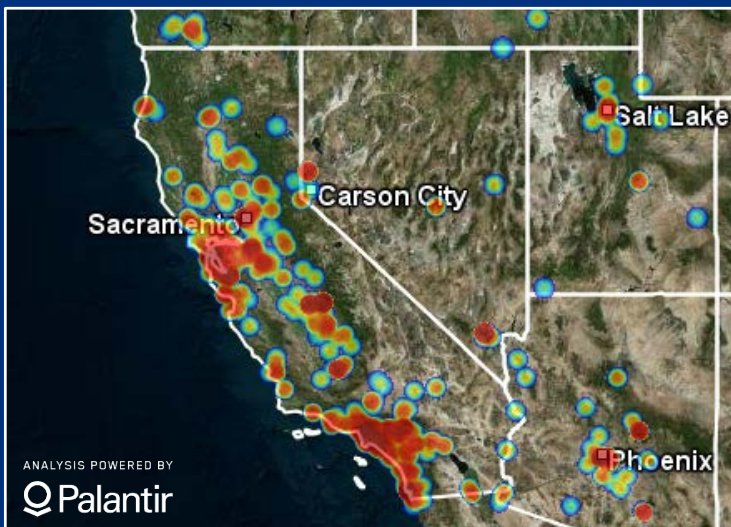 Salt Lake
Carson City
Sacramento
Phoenix
ANALYSIS POWERED BY
Palantir